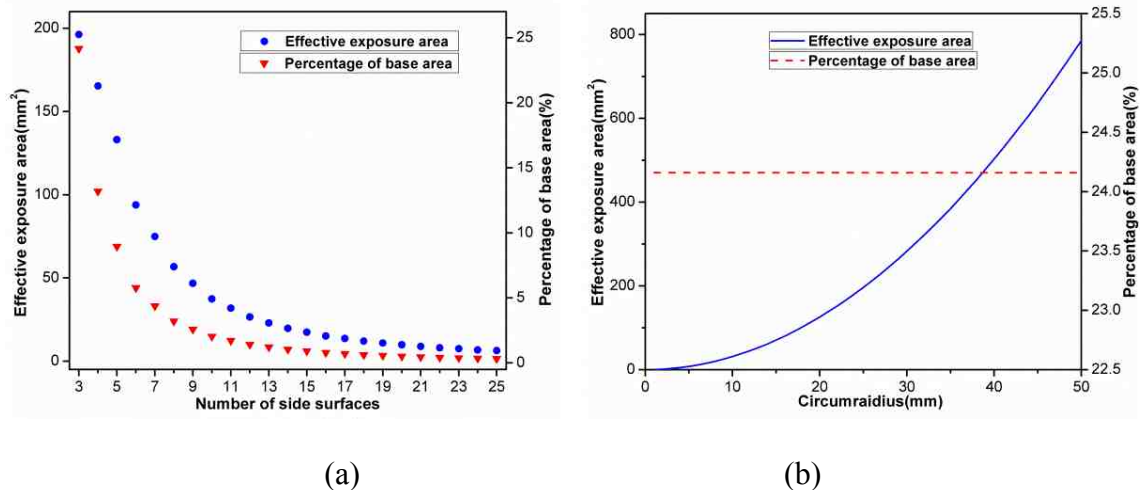 Effective exposure area
Percentage of base area
Effective exposure area(mm²)
200
150
100
50
0
25
20
15
10
5
0
Percentage of base area(%)
3 5 7 9 11 13 15 17 19 21 23 25
Number of side surfaces
(a)
Effective exposure area
Percentage of base area
Effective exposure area(mm²)
800
600
400
200
0
25.5
25.0
24.5
24.0
23.5
23.0
22.5
Percentage of base area(%)
0 10 20 30 40 50
Circumraidius(mm)
(b)